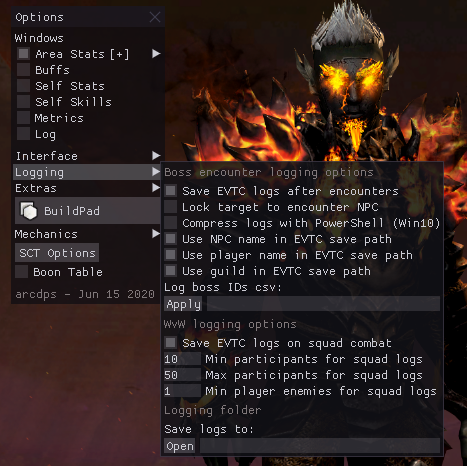 Options
Windows
Area Stats [+]
Buffs
Self Stats
Self Skills
Metrics
Log
Interface
Logging
Extras
BuildPad
Mechanics
SCT Options
Boon Table
arcdps - Jun 15 2020
Boss encounter logging options
Save EVTC logs after encounters
Lock target to encounter NPC
Compress logs with PowerShell (Win10)
Use NPC name in EVTC save path
Use player name in EVTC save path
Use guild in EVTC save path
Log boss IDs csv:
Apply
WvW logging options
Save EVTC logs on squad combat
10 Min participants for squad logs
50 Max participants for squad logs
1 Min player enemies for squad logs
Logging folder
Save logs to:
Open